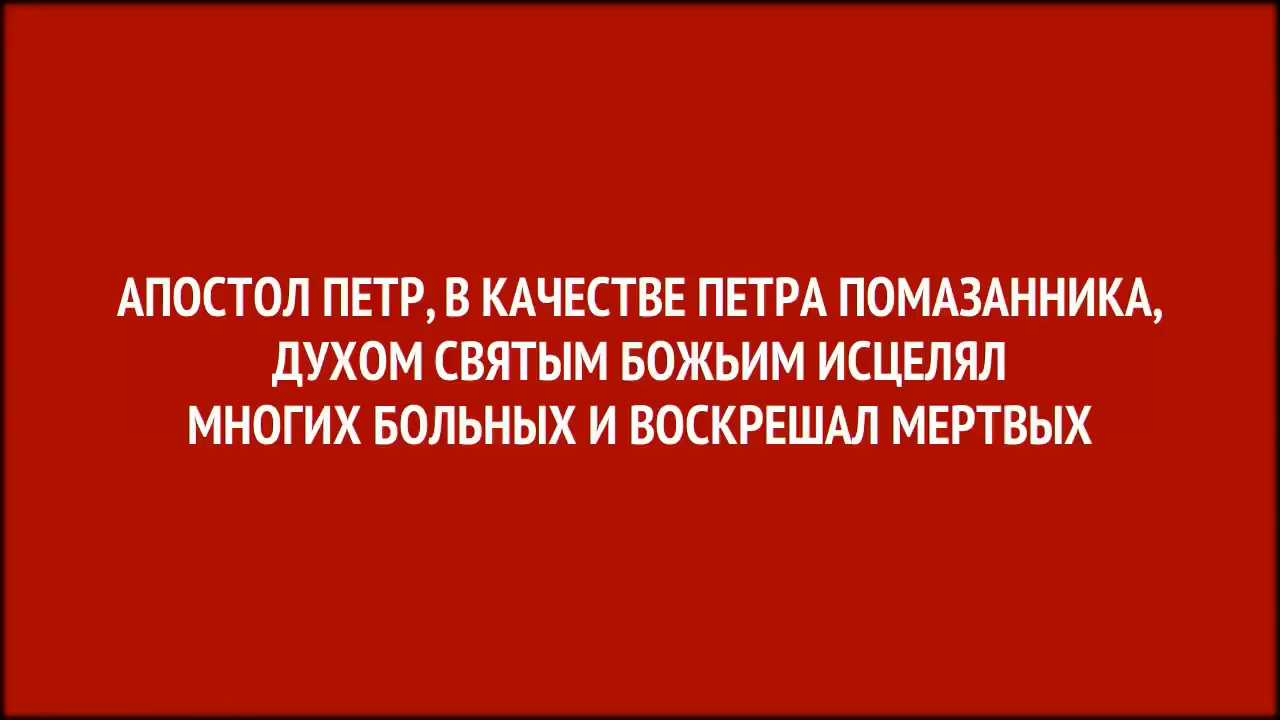 АПОСТОЛ ПЕТР, В КАЧЕСТВЕ ПЕТРА ПОМАЗАННИКА,
ДУХОМ СВЯТЫМ БОЖЬИМ ИСЦЕЛЯЛ
МНОГИХ БОЛЬНЫХ И ВОСКРЕШАЛ МЕРТВЫХ